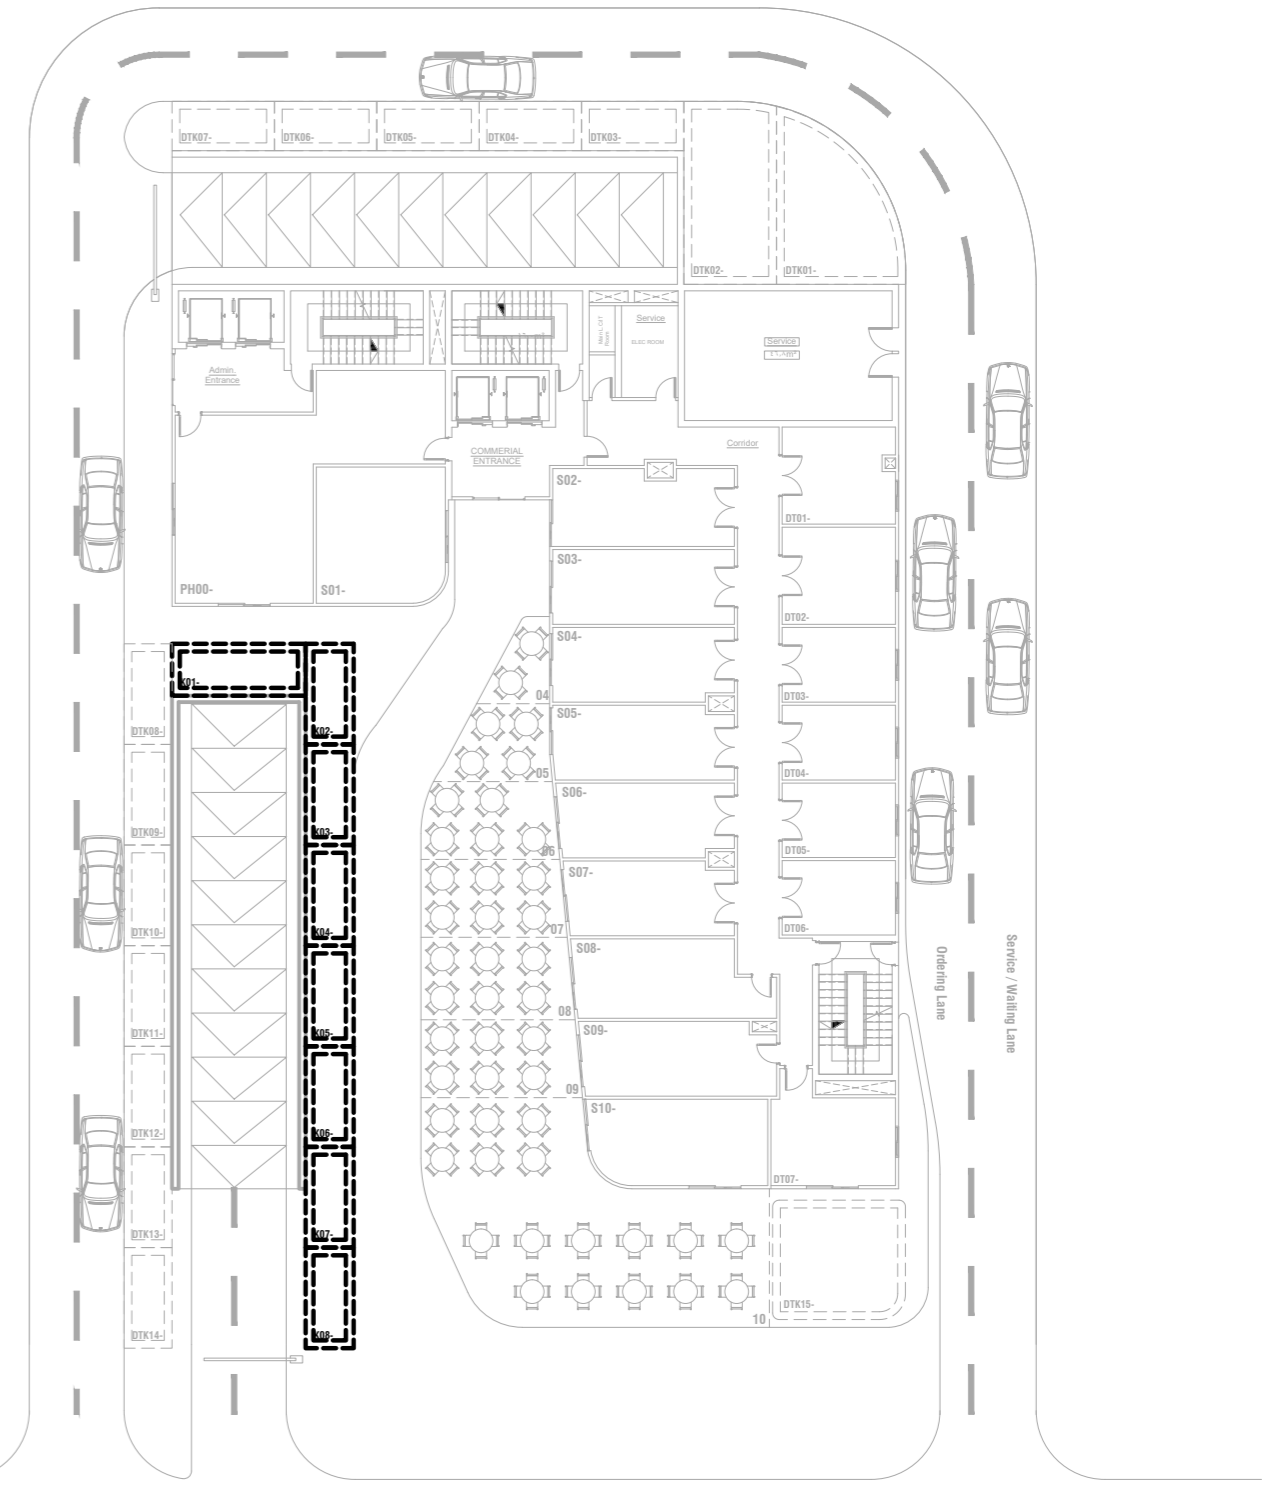 DTK07-
DTK06-
DTK05-
DTK04-
DTK03-
DTK02-
DTK01-
Service
ELEC ROOM
Service
Admin.
Entrance
Corridor
COMMERIAL
ENTRANCE
S02-
DT01-
S03-
PH00-
S01-
DT02-
S04-
K01-
04
DT03-
S05-
DTK08-
K02-
05
DT04-
S06-
DTK09-
K03-
06
DT05-
S07-
DTK10-
K04-
07
DT06-
S08-
Ordering Lane
Service / Waiting Lane
08
DTK11-
K05-
S09-
09
S10-
DTK12-
K06-
DT07-
DTK13-
K07-
DTK15-
10
DTK14-
K08-